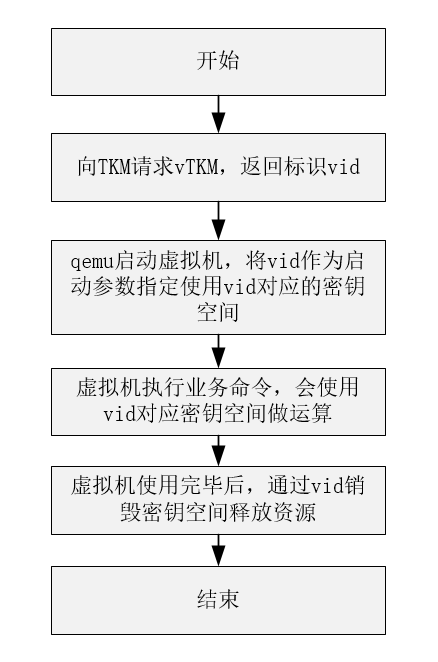 开始
向TKM请求vTKM，返回标识vid
qemu启动虚拟机，将vid作为启
动参数指定使用vid对应的密钥
空间
虚拟机执行业务命令，会使用
vid对应密钥空间做运算
虚拟机使用完毕后，通过vid销
毁密钥空间释放资源
结束